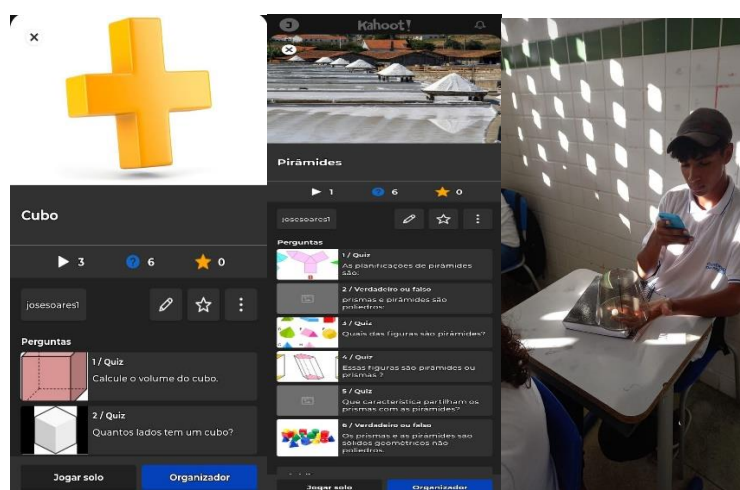 Cubo
3
6
0
josesoares1
Perguntas
1 / Quiz
Calcule o volume do cubo.
2 / Quiz
Quantos lados tem um cubo?
Jogar solo
Organizador
J
Kahoot!
Pirâmides
1
6
0
josesoares1
Perguntas
1 / Quiz
As planificações de pirâmides
são:
2 / Verdadeiro ou falso
prismas e pirâmides são
poliedros:
3 / Quiz
Quais das figuras são pirâmides?
4 / Quiz
Essas figuras são pirâmides ou
prismas ?
5 / Quiz
Que característica partilham os
prismas com as pirâmides?
6 / Verdadeiro ou falso
Os prismas e as pirâmides são
sólidos geométricos não
poliedros.
Jogar solo
Organizador